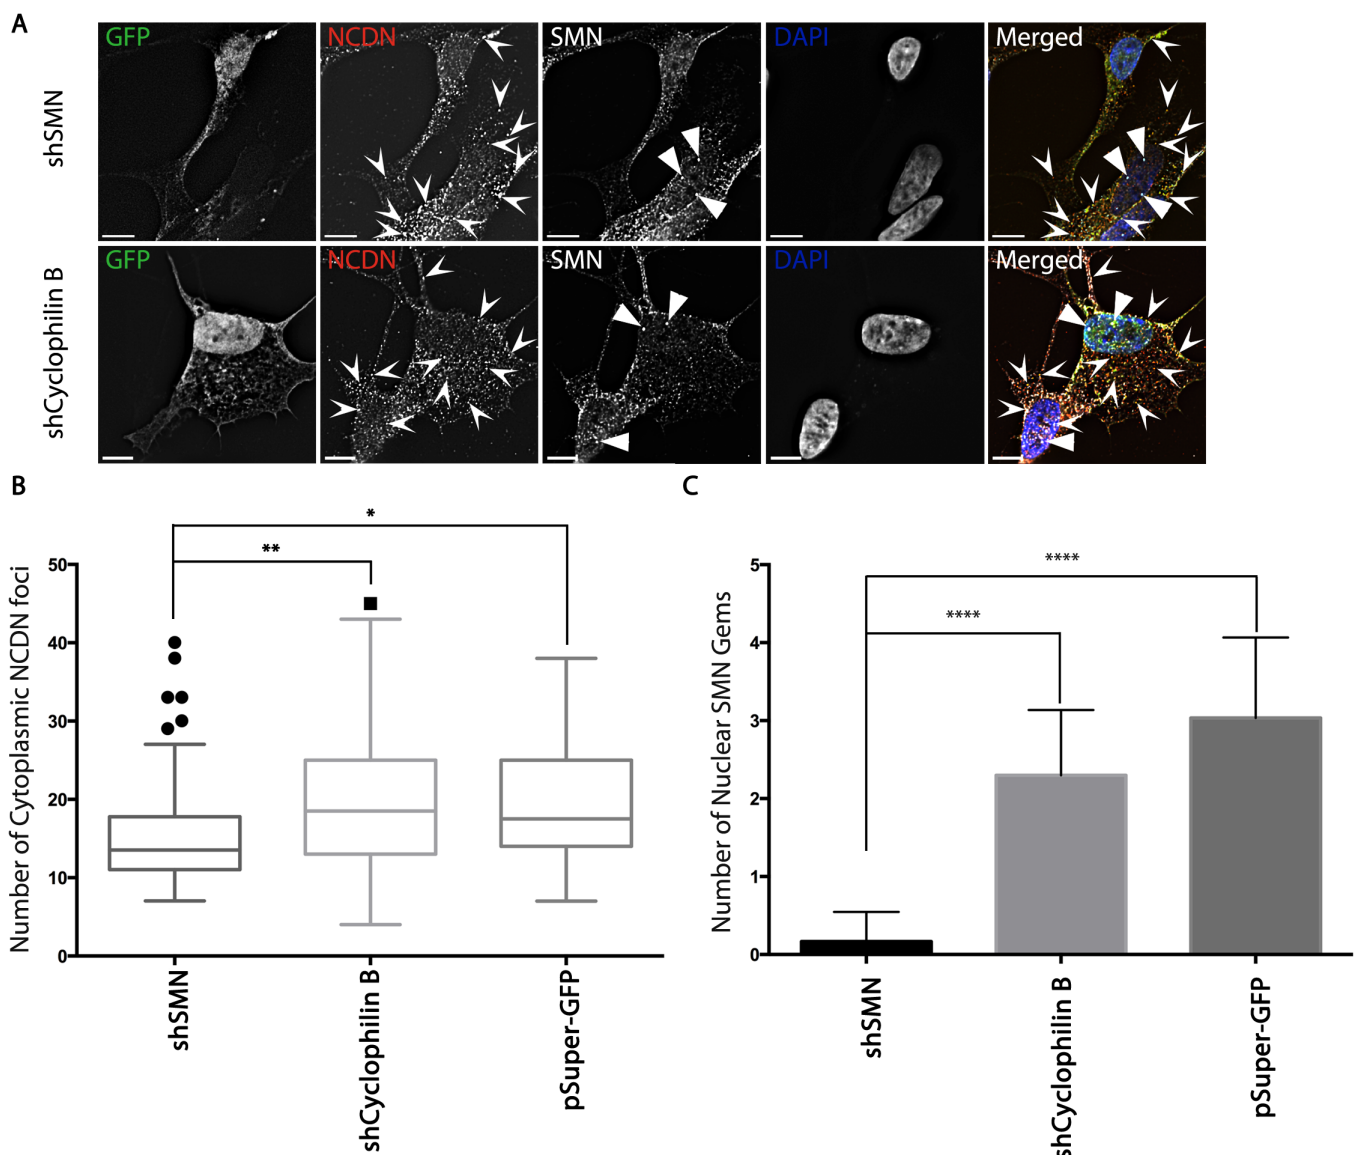 A
GFP NCDN SMN DAPI Merged
shSMN
GFP NCDN SMN DAPI Merged
shCyclophilin B
B
*
**
50
40
30
20
10
0
Number of Cytoplasmic NCDN foci
shSMN
shCyclophilin B
pSuper-GFP
C
****
****
5
4
3
2
1
0
Number of Nuclear SMN Gems
shSMN
shCyclophilin B
pSuper-GFP